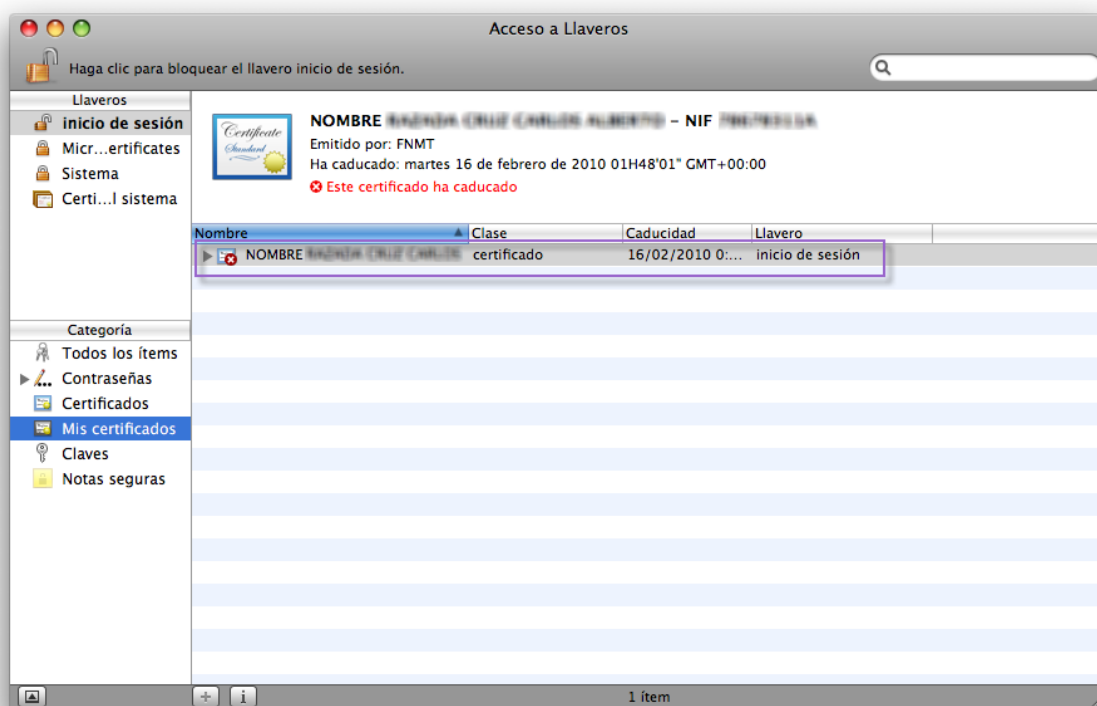 Acceso a Llaveros
Haga clic para bloquear el llavero inicio de sesión.
Llaveros
inicio de sesión
Micr...ertificates
Sistema
Certi...l sistema
Certificate
Standard
NOMBRE - NIF
Emitido por: FNMT
Ha caducado: martes 16 de febrero de 2010 01H48'01" GMT+00:00
Este certificado ha caducado
Nombre Clase Caducidad Llavero
NOMBRE certificado 16/02/2010 0:... inicio de sesión
Categoría
Todos los ítems
Contraseñas
Certificados
Mis certificados
Claves
Notas seguras
1 ítem